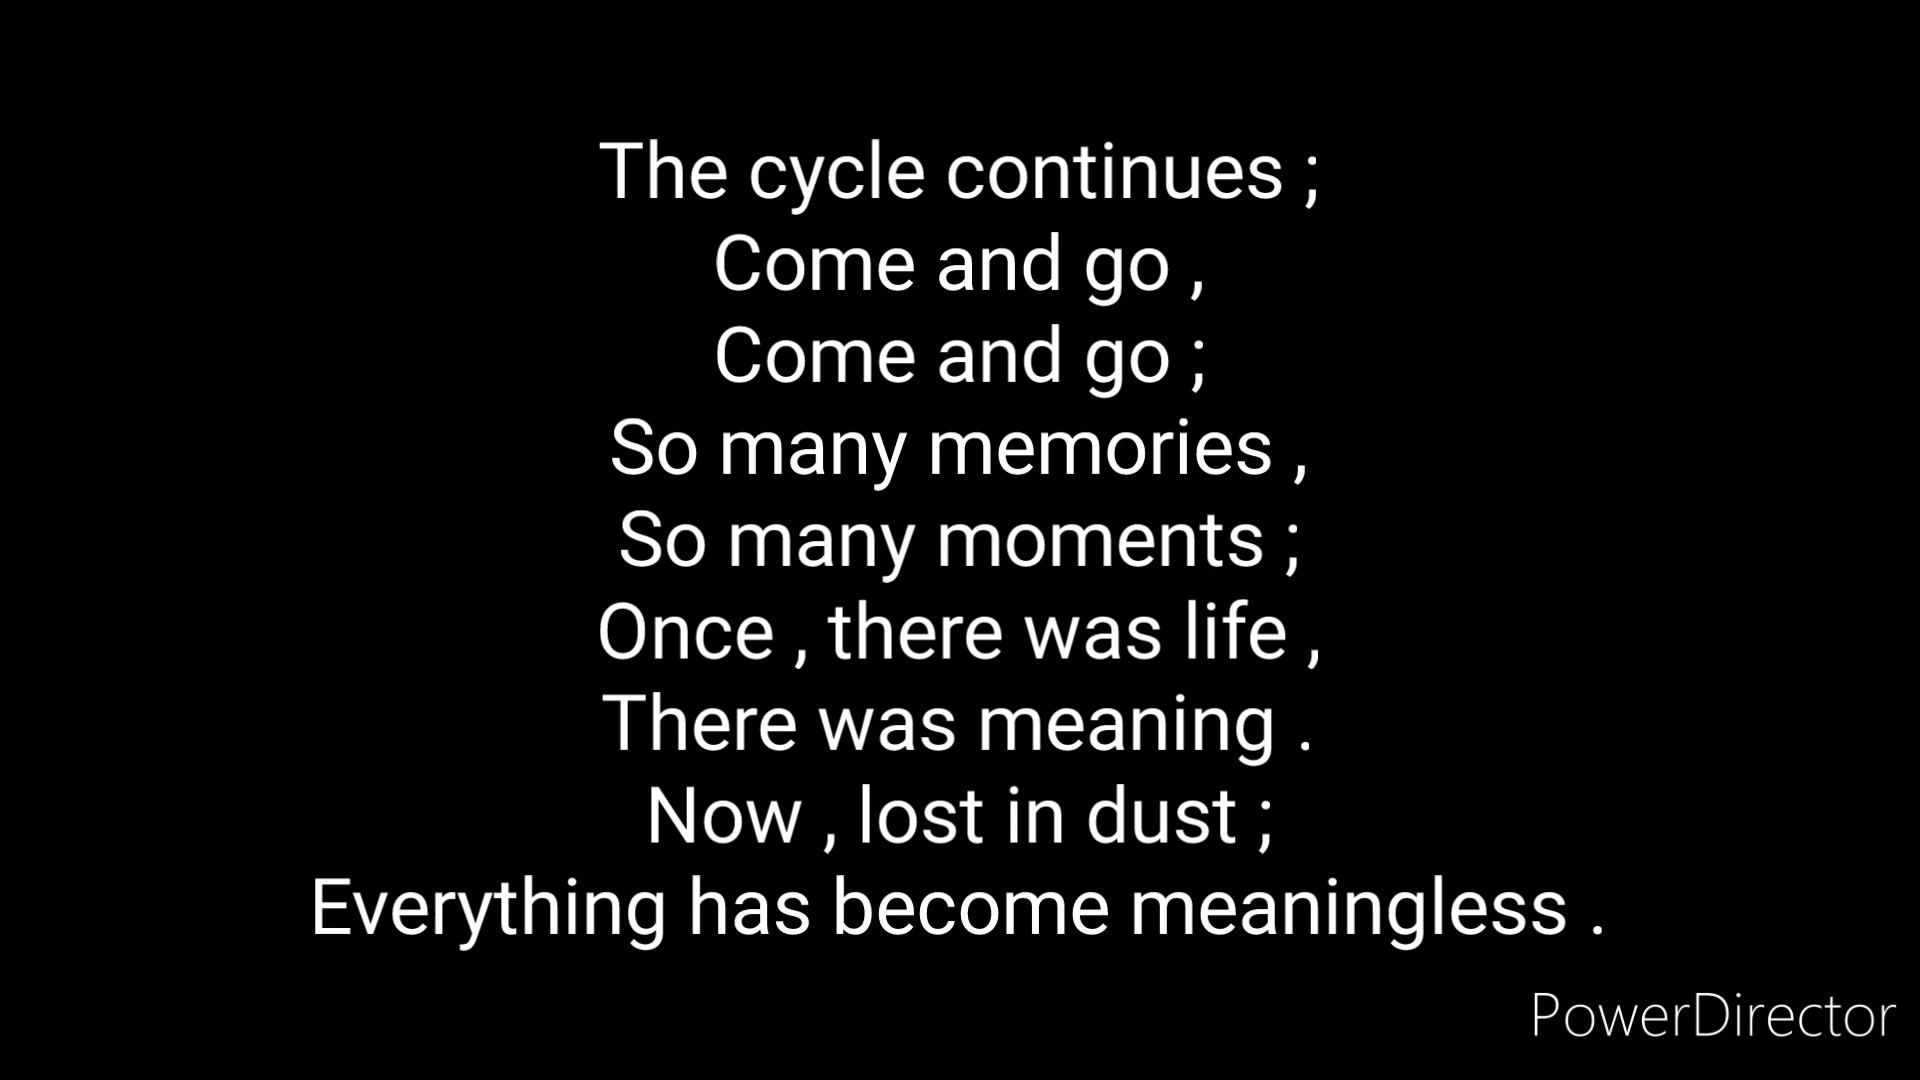 The cycle continues ;
Come and go ,
Come and go ;
So many memories ,
So many moments ;
Once , there was life ,
There was meaning .
Now , lost in dust ;
Everything has become meaningless .
PowerDirector